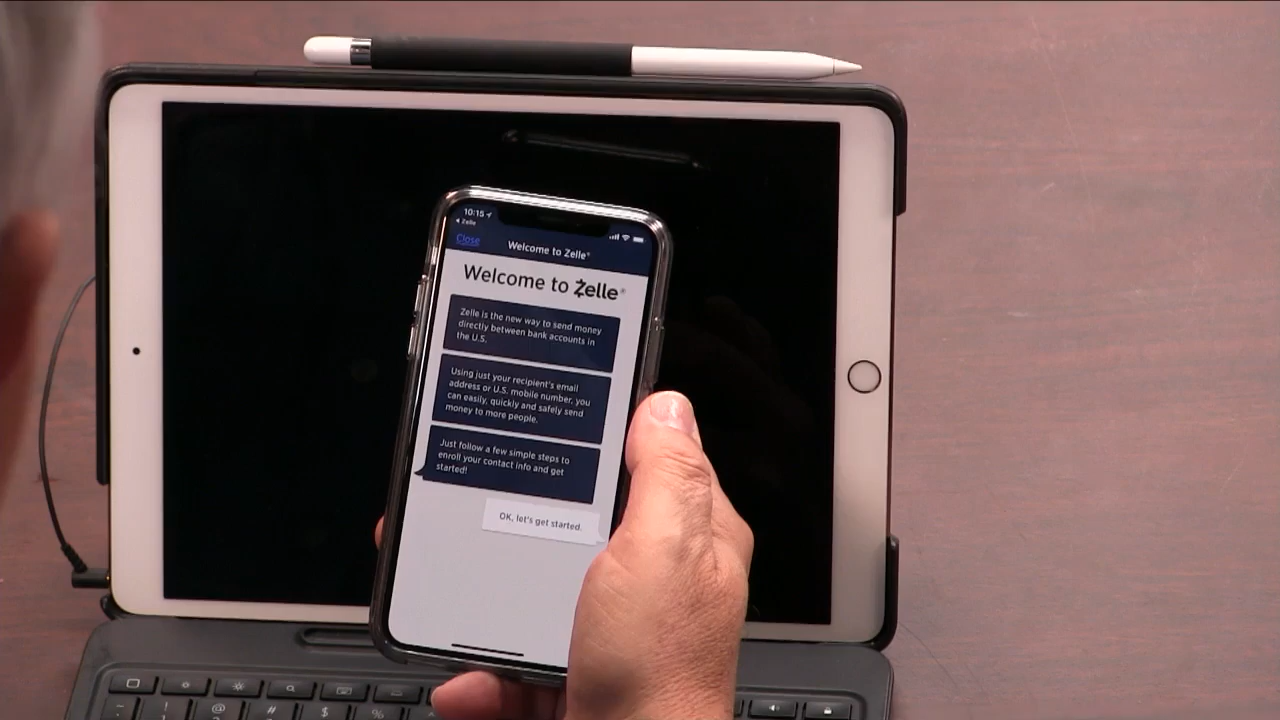 10:15
Zelle
Close
Welcome to Zelle®
Welcome to Zelle®
Zelle is the new way to send money
directly between bank accounts in
the U.S.
Using just your recipient's email
address or U.S. mobile number, you
can easily, quickly and safely send
money to more people.
Just follow a few simple steps to
enroll your contact info and get
started!
OK, let's get started.
~ ! @ # $ %